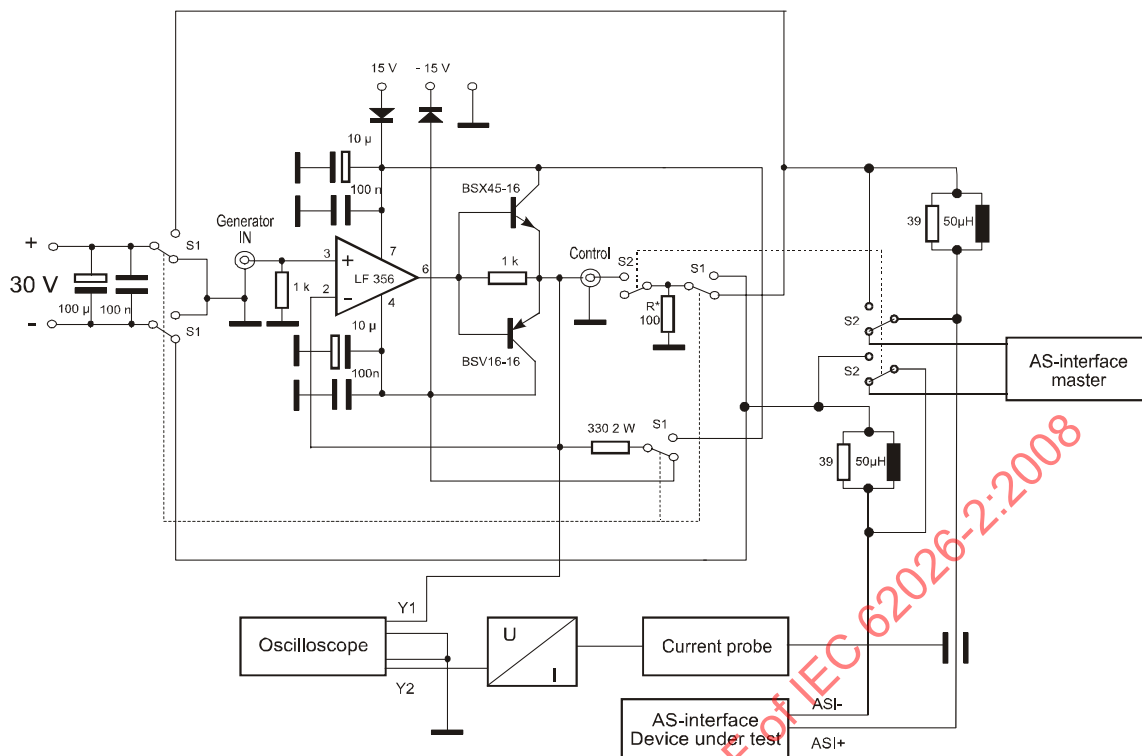 15 V
- 15 V
10 µ
100 n
BSX45-16
Generator
IN
S1
Control
S2
S1
39
50µH
+
30 V
-
100 µ
100 n
S1
1 k
3
+
2
-
LF 356
7
4
6
1 k
R*
100
BSV16-16
10 µ
100n
S2
S2
AS-interface
master
330 2 W
S1
39
50µH
Y1
Oscilloscope
Y2
U
I
Current probe
AS-interface
Device under test
ASI-
ASI+
F of IEC 62026-2:2008